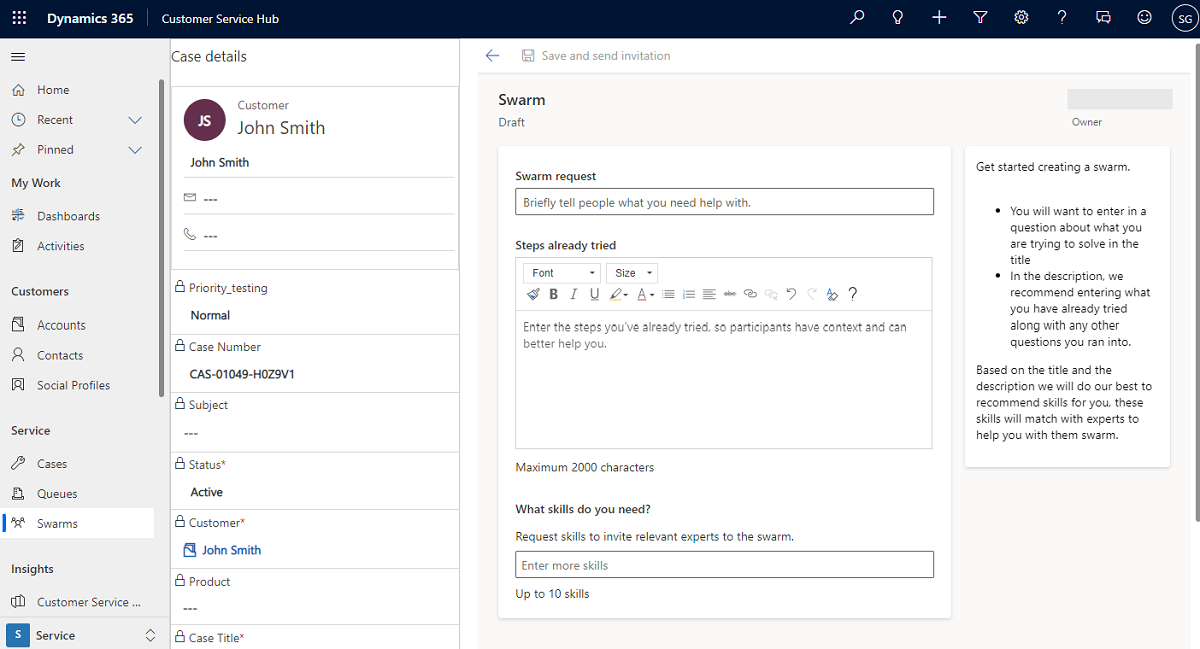 Dynamics 365
Customer Service Hub
SG
Home
Recent
Pinned
My Work
Dashboards
Activities
Customers
Accounts
Contacts
Social Profiles
Service
Cases
Queues
Swarms
Insights
Customer Service ...
S
Service
Case details
JS
Customer
John Smith
John Smith
---
---
Priority_testing
Normal
Case Number
CAS-01049-H0Z9V1
Subject
---
Status*
Active
Customer*
John Smith
Product
---
Case Title*
Save and send invitation
Swarm
Draft
Owner
Swarm request
Briefly tell people what you need help with.
Steps already tried
Font
Size
B I U A abc ?
Enter the steps you've already tried, so participants have context and can
better help you.
Maximum 2000 characters
What skills do you need?
Request skills to invite relevant experts to the swarm.
Enter more skills
Up to 10 skills
Get started creating a swarm.
• You will want to enter in a
question about what you
are trying to solve in the
title
• In the description, we
recommend entering what
you have already tried
along with any other
questions you ran into.
Based on the title and the
description we will do our best to
recommend skills for you, these
skills will match with experts to
help you with them swarm.